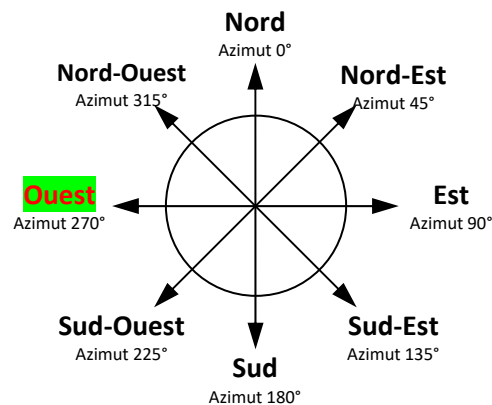 Nord
Azimut 0°
Nord-Ouest
Azimut 315°
Nord-Est
Azimut 45°
Ouest
Azimut 270°
Est
Azimut 90°
Sud-Ouest
Azimut 225°
Sud-Est
Azimut 135°
Sud
Azimut 180°